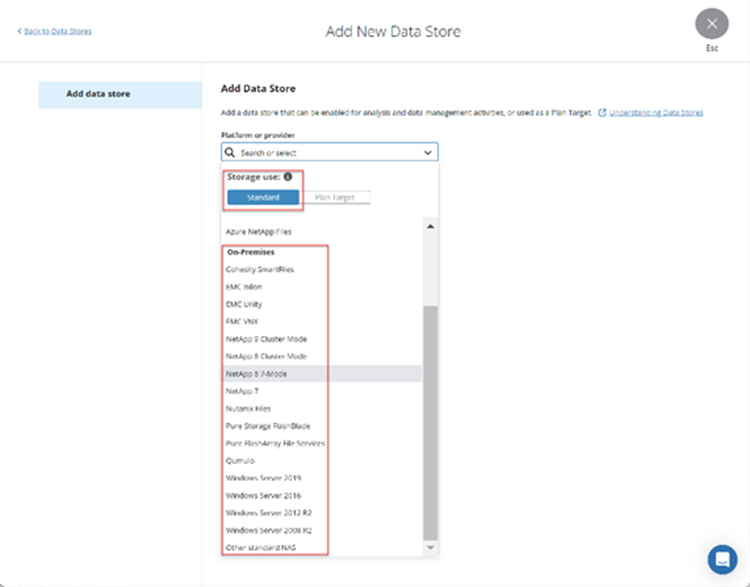 Back to Data Stores
Add New Data Store
Esc
Add data store
Add Data Store
Add a data store that can be enabled for analysis and data management activities, or used as a Plan Target. Understanding Data Stores
Platform or provider
Search or select
Storage use:
Standard Plan Target
Azure NetApp Files
On-Premises
Cohesity SmartFiles
EMC Isilon
EMC Unity
EMC VNX
NetApp 9 Cluster Mode
NetApp 8 Cluster Mode
NetApp 8 7-Mode
NetApp 7
Nutanix Files
Pure Storage FlashBlade
Pure FlashArray File Services
Qumulo
Windows Server 2019
Windows Server 2016
Windows Server 2012 R2
Windows Server 2008 R2
Other standard NAS